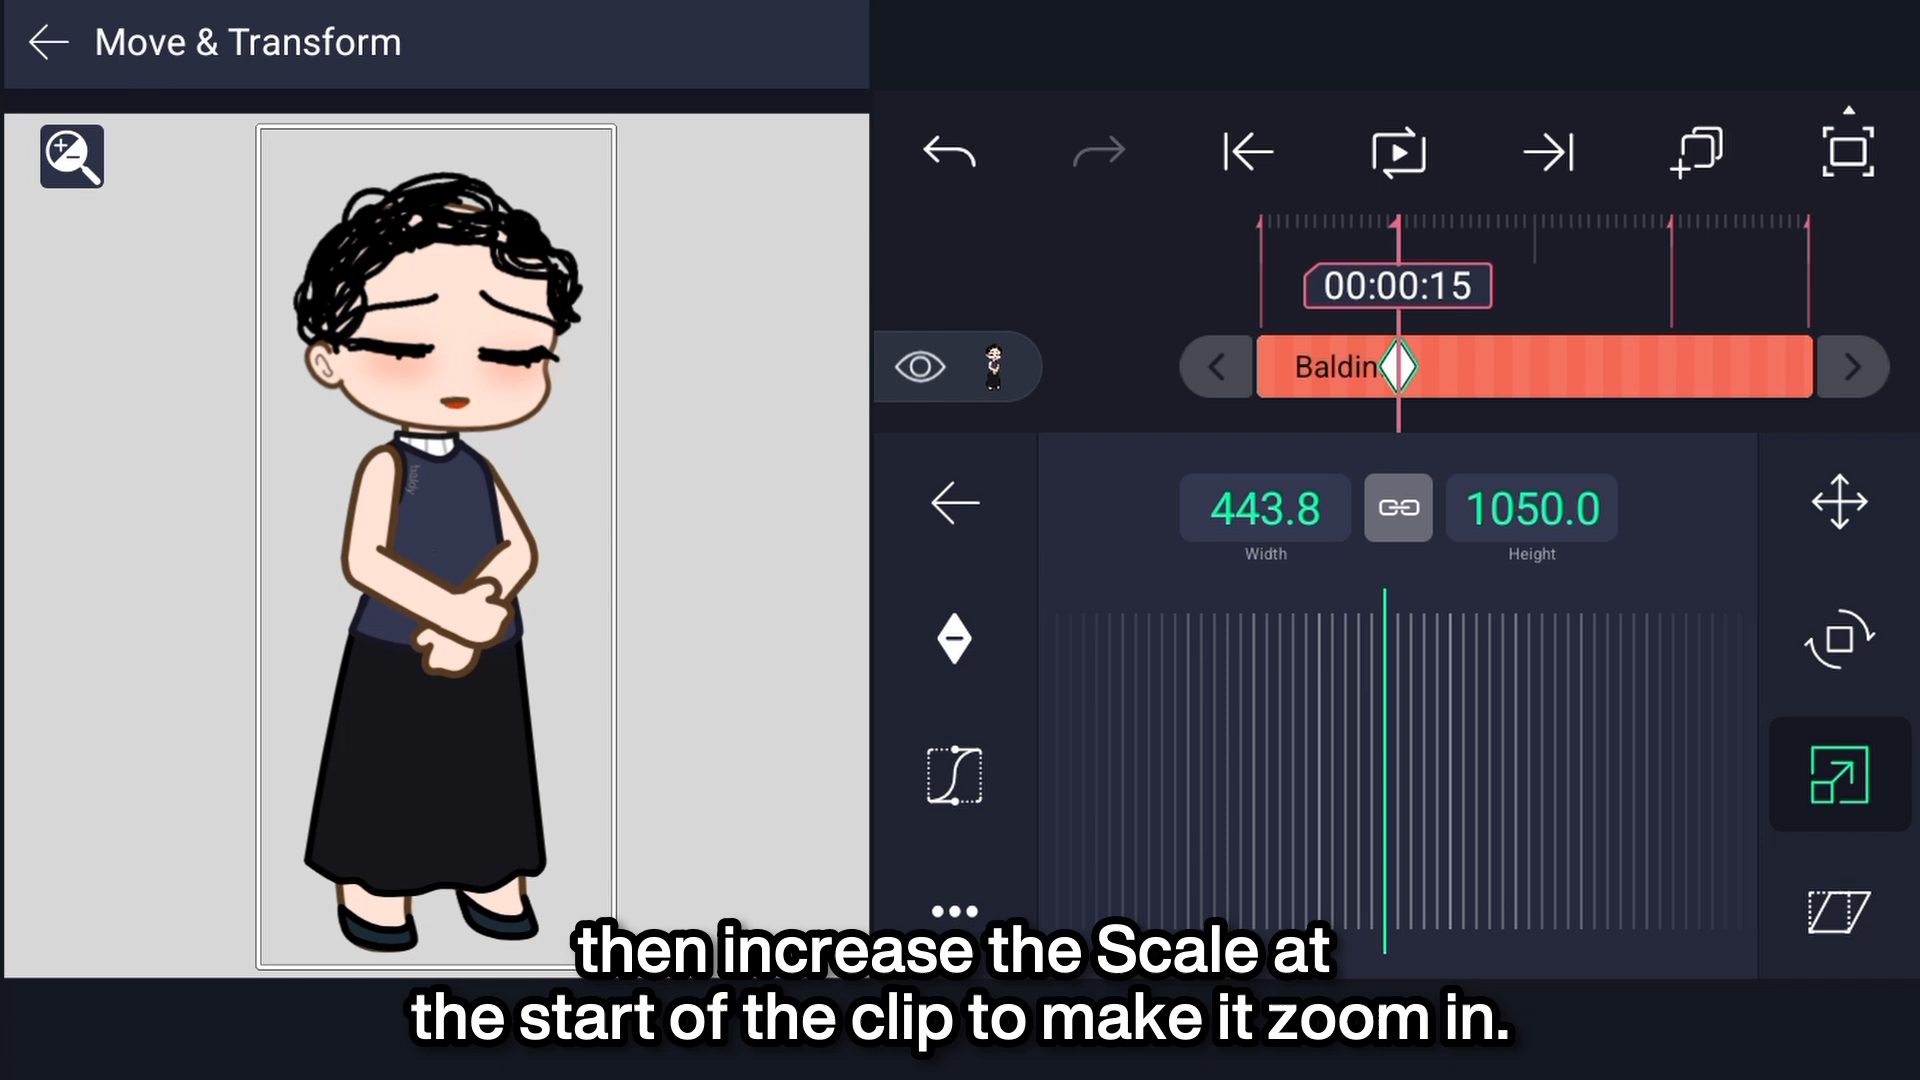 Move & Transform
00:00:15
Baldin
443.8
1050.0
Width
Height
baldy
then increase the Scale at
the start of the clip to make it zoom in.